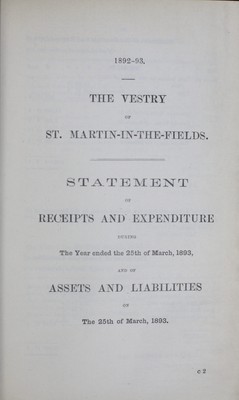 1892-93.
THE VESTRY
OF
ST. MARTIN-IN-THE-FIELDS.
STATEMENT
OF
RECEIPTS AND EXPENDITURE
DURING
The Year ended the 25th of March, 1893,
AND OF
ASSETS AND LIABILITIES
ON
The 25th of March, 1893.
c 2